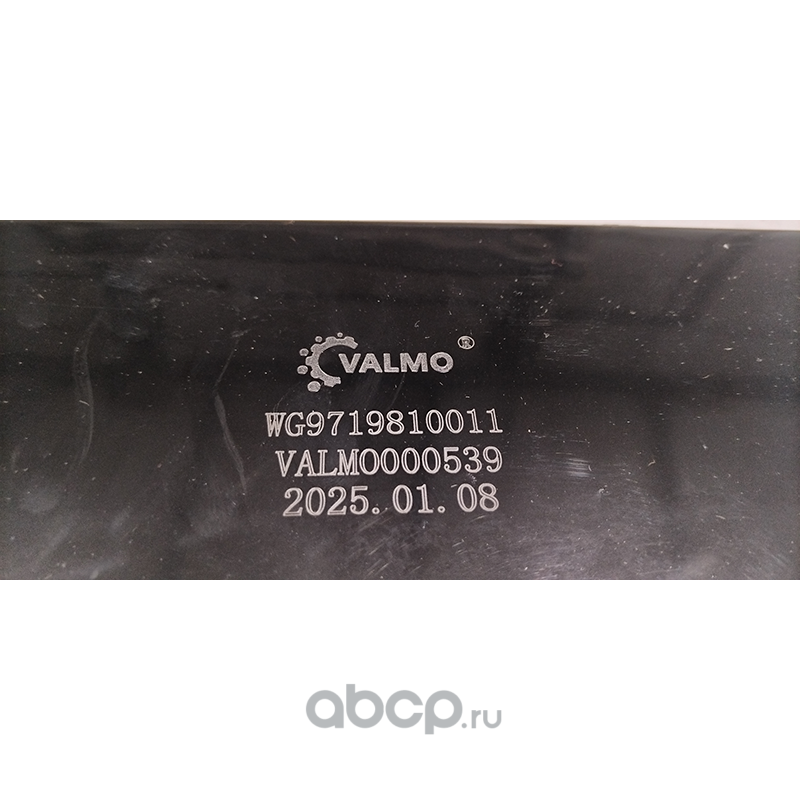 VALMO®
WG9719810011
VALMO000539
2025.01.08
abcp.ru